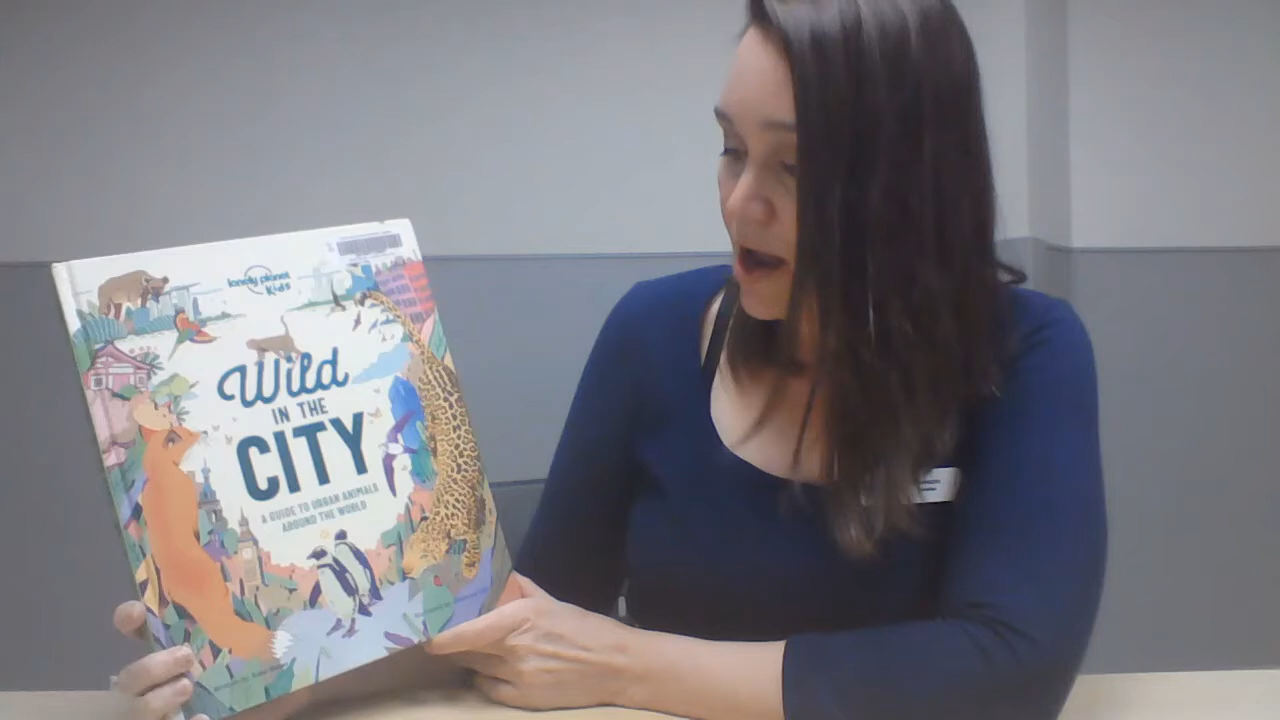 lonely planet
kids
Wild
IN THE
CITY
A GUIDE TO URBAN ANIMALS
AROUND THE WORLD